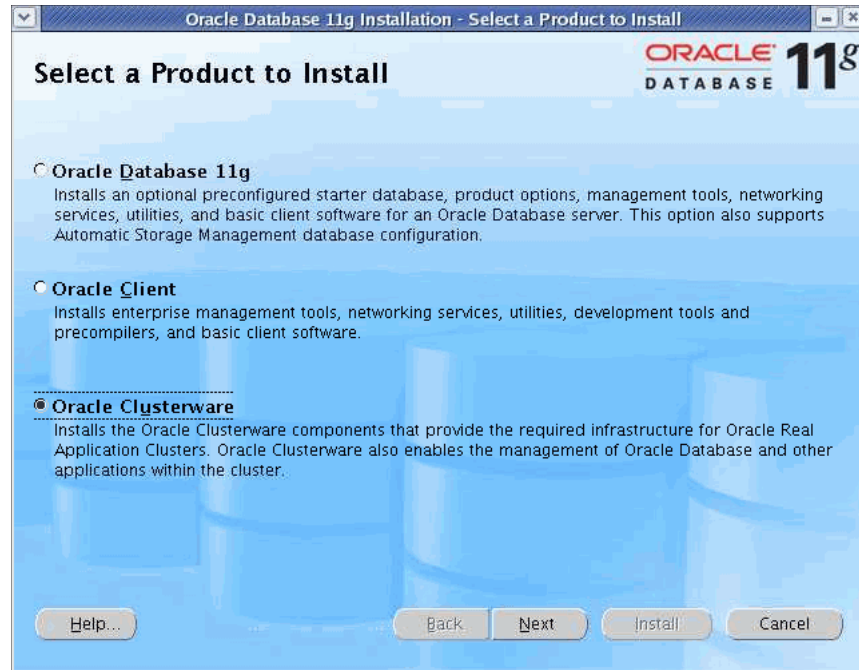 Oracle Database 11g Installation - Select a Product to Install
Select a Product to Install
ORACLE
DATABASE 11g
Oracle Database 11g
Installs an optional preconfigured starter database, product options, management tools, networking
services, utilities, and basic client software for an Oracle Database server. This option also supports
Automatic Storage Management database configuration.
Oracle Client
Installs enterprise management tools, networking services, utilities, development tools and
precompilers, and basic client software.
Oracle Clusterware
Installs the Oracle Clusterware components that provide the required infrastructure for Oracle Real
Application Clusters. Oracle Clusterware also enables the management of Oracle Database and other
applications within the cluster.
Help... Back Next Install Cancel